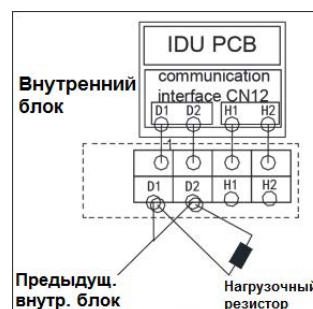 IDU PCB
Внутренний
блок
communication
interface CN12
D1 D2 H1 H2
1
D1 D2 H1 H2
Предыдущ.
внутр. блок
Нагрузочный
резистор